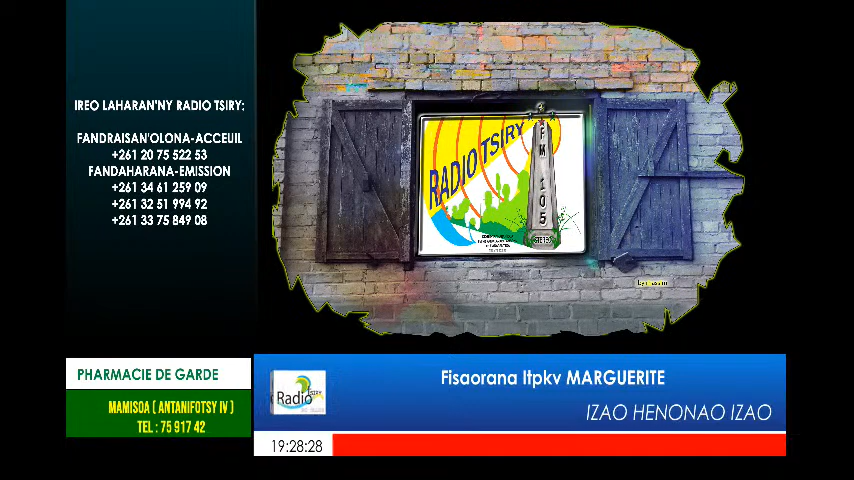 IREO LAHARAN'NY RADIO TSIRY:
FANDRAISAN'OLONA-ACCEUIL
+261 20 75 522 53
FANDAHARANA-EMISSION
+261 34 61 259 09
+261 32 51 994 92
+261 33 75 849 08
RADIO TSIRY
FM 105
STEREO
PHARMACIE DE GARDE
MAMISOA ( ANTANIFOTSY IV )
TEL : 75 917 42
Radio
Fisaorana ltpkv MARGUERITE
IZAO HENONAO IZAO
19:28:28